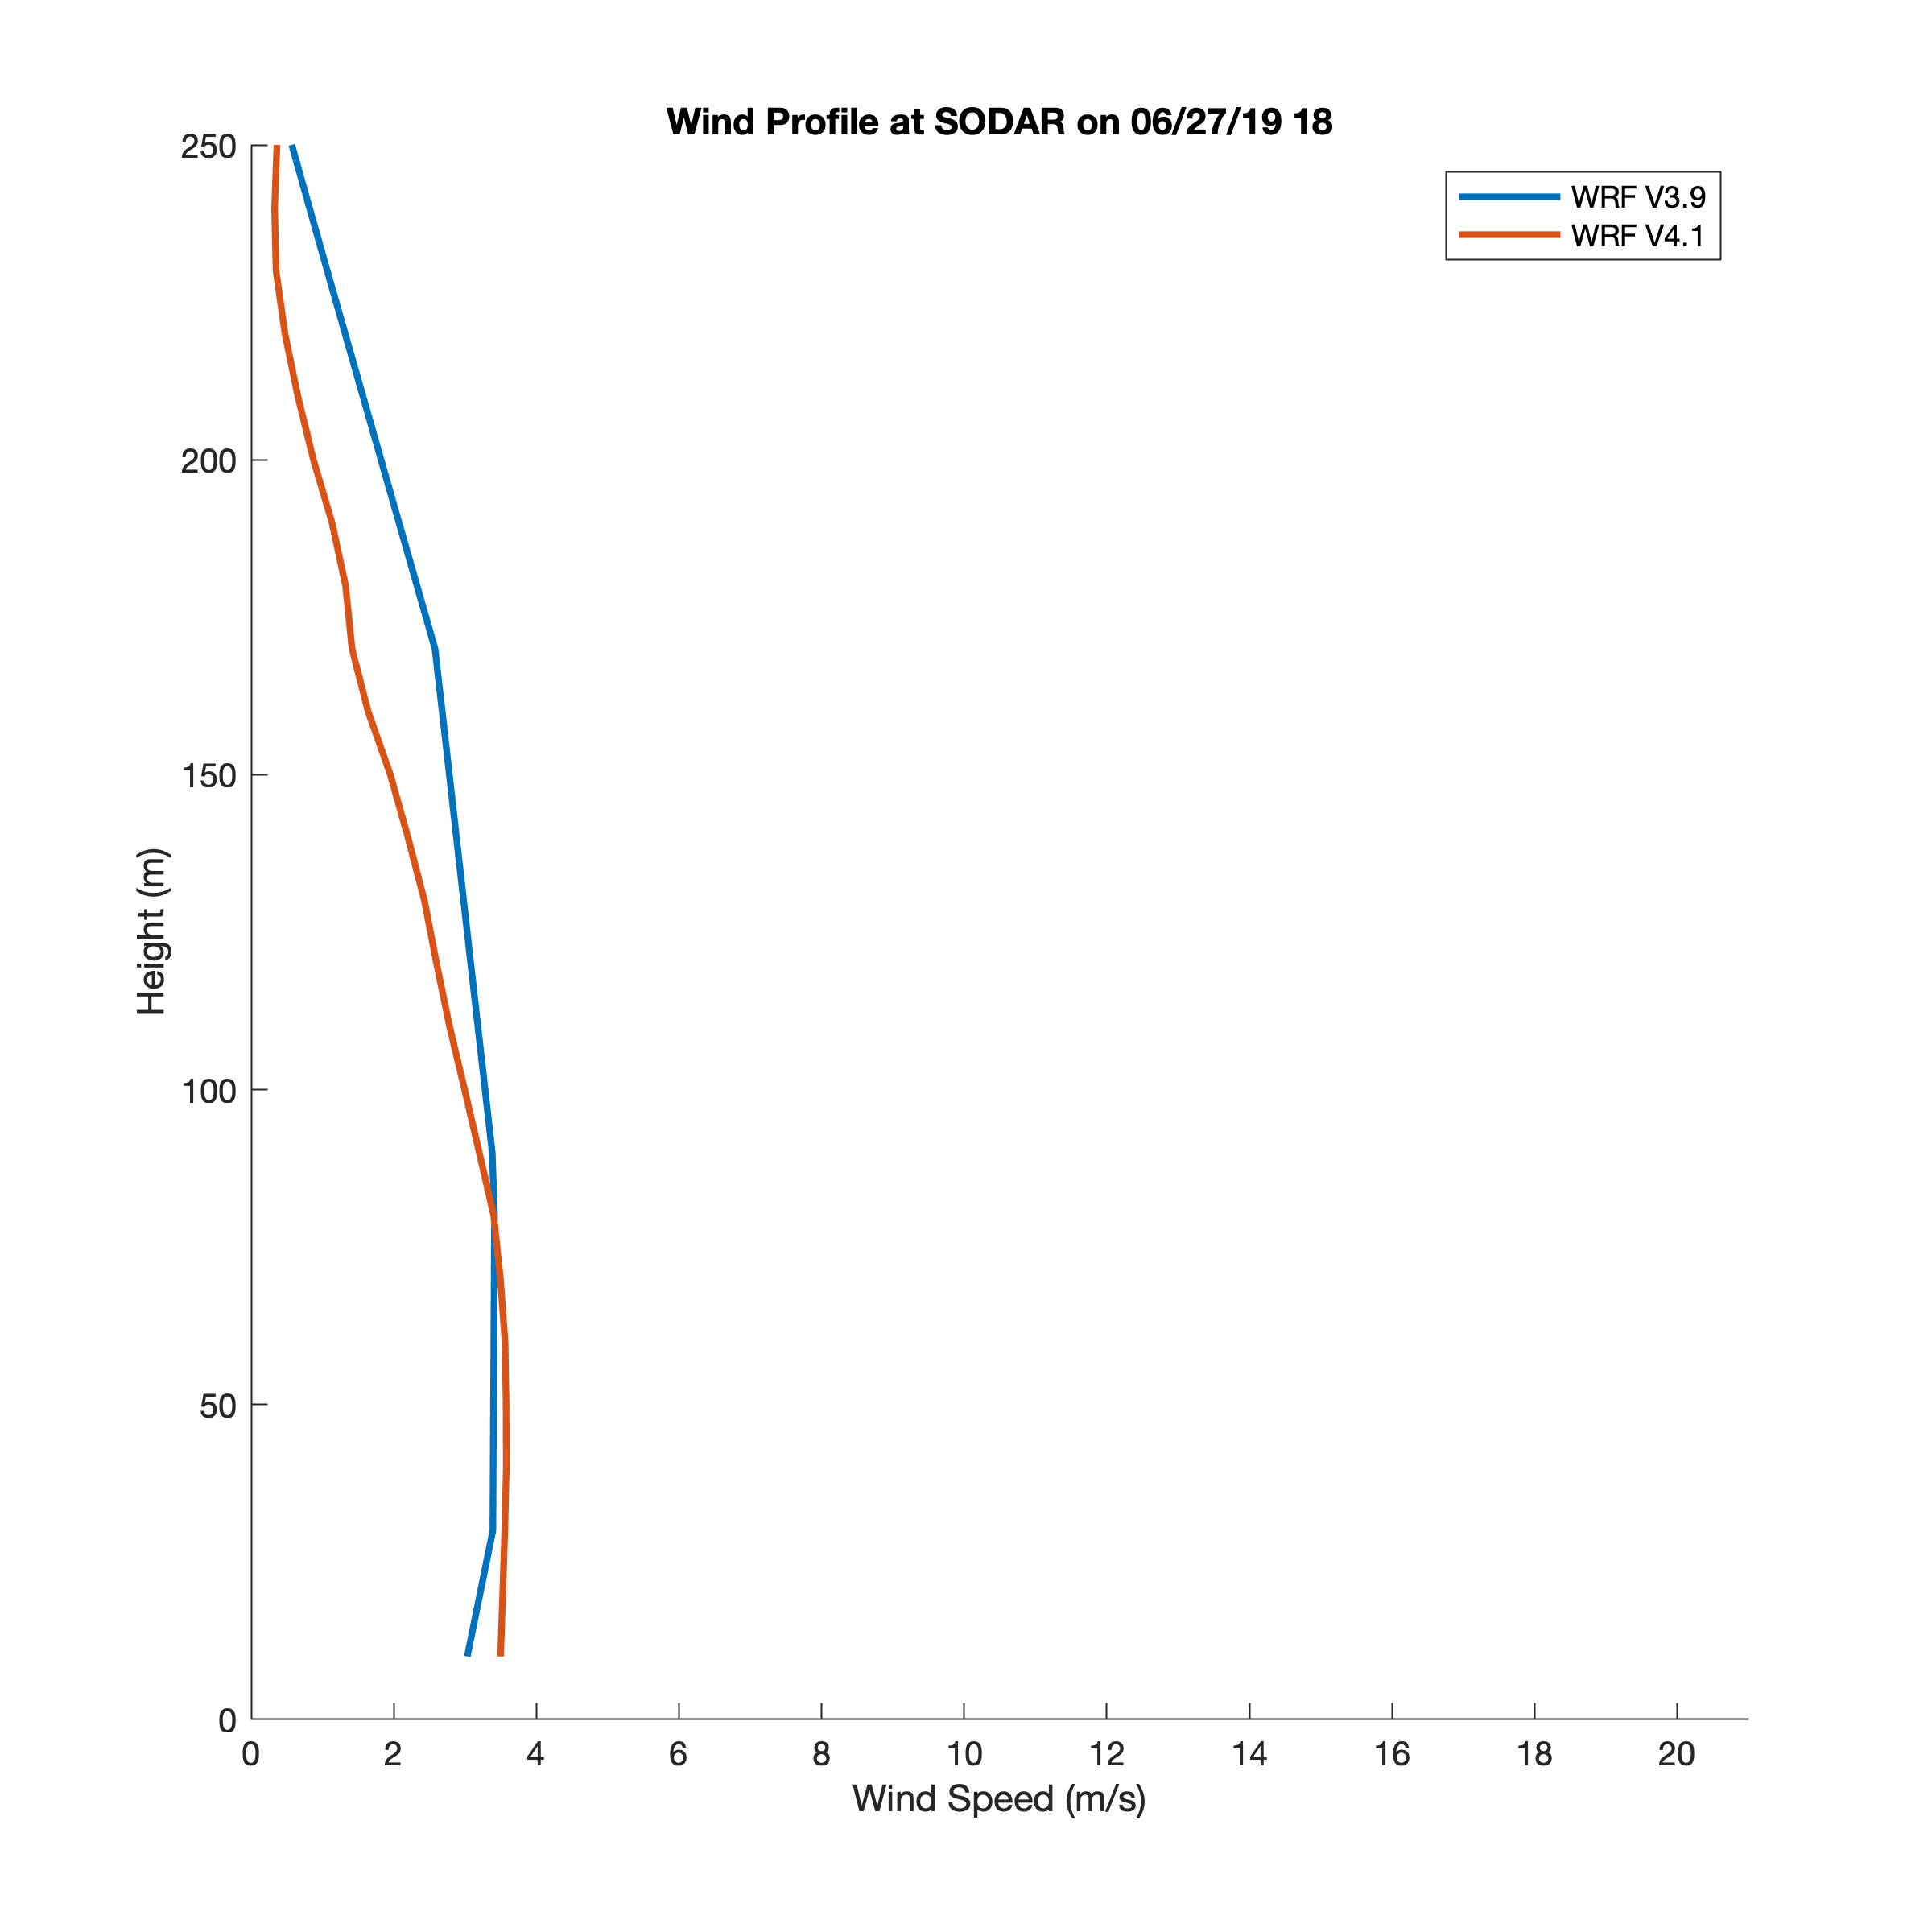 Wind Profile at SODAR on 06/27/19 18
WRF V3.9
WRF V4.1
250
200
150
100
50
0
Height (m)
0 2 4 6 8 10 12 14 16 18 20
Wind Speed (m/s)